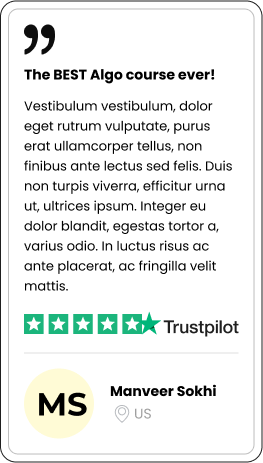 ”
The BEST Algo course ever!
Vestibulum vestibulum, dolor
eget rutrum vulputate, purus
erat ullamcorper tellus, non
finibus ante lectus sed felis. Duis
non turpis viverra, efficitur urna
ut, ultrices ipsum. Integer eu
dolor blandit, egestas tortor a,
varius odio. In luctus risus ac
ante placerat, ac fringilla velit
mattis.
Trustpilot
MS
Manveer Sokhi
US